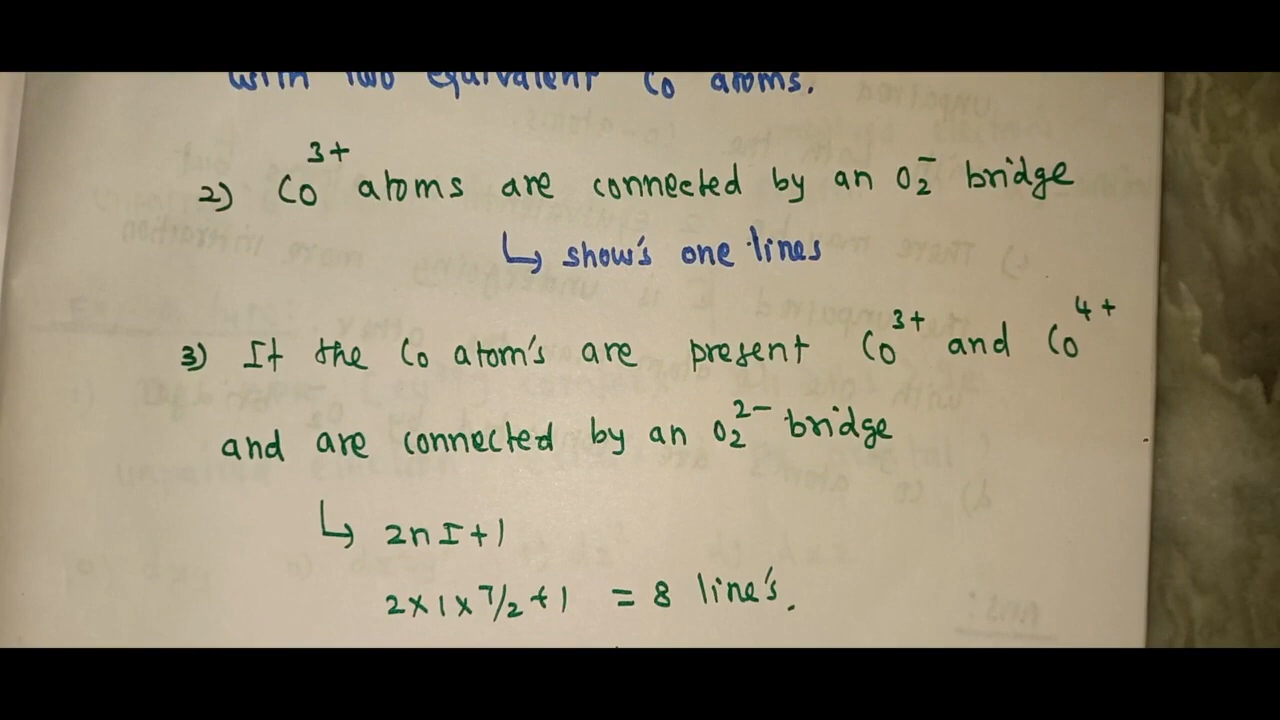 with two equivalent Co atoms.
2) Co³⁺ atoms are connected by an O₂⁻ bridge
↳ show's one lines
3) If the Co atom's are present Co³⁺ and Co⁴⁺
and are connected by an O₂²⁻ bridge
↳ 2nI+1
2×1×7/2+1 = 8 line's.